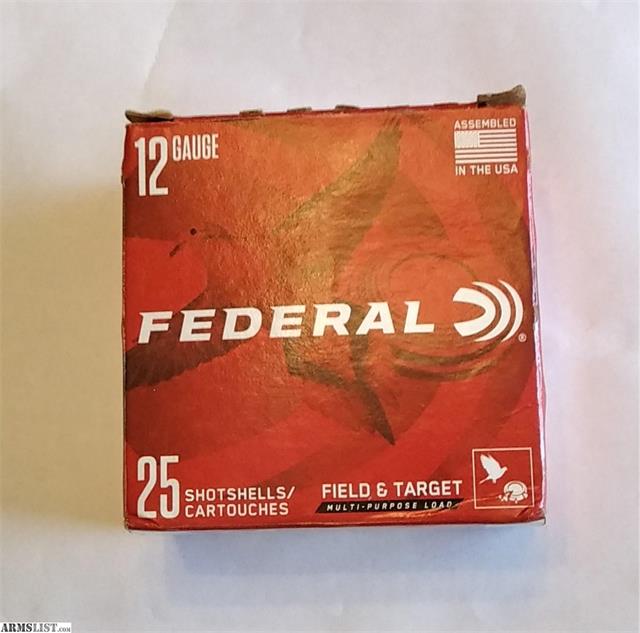 12 GAUGE
ASSEMBLED
IN THE USA
FEDERAL ®
25 SHOTSHELLS/
CARTOUCHES
FIELD & TARGET
MULTI-PURPOSE LOAD
ARMSLIST.COM